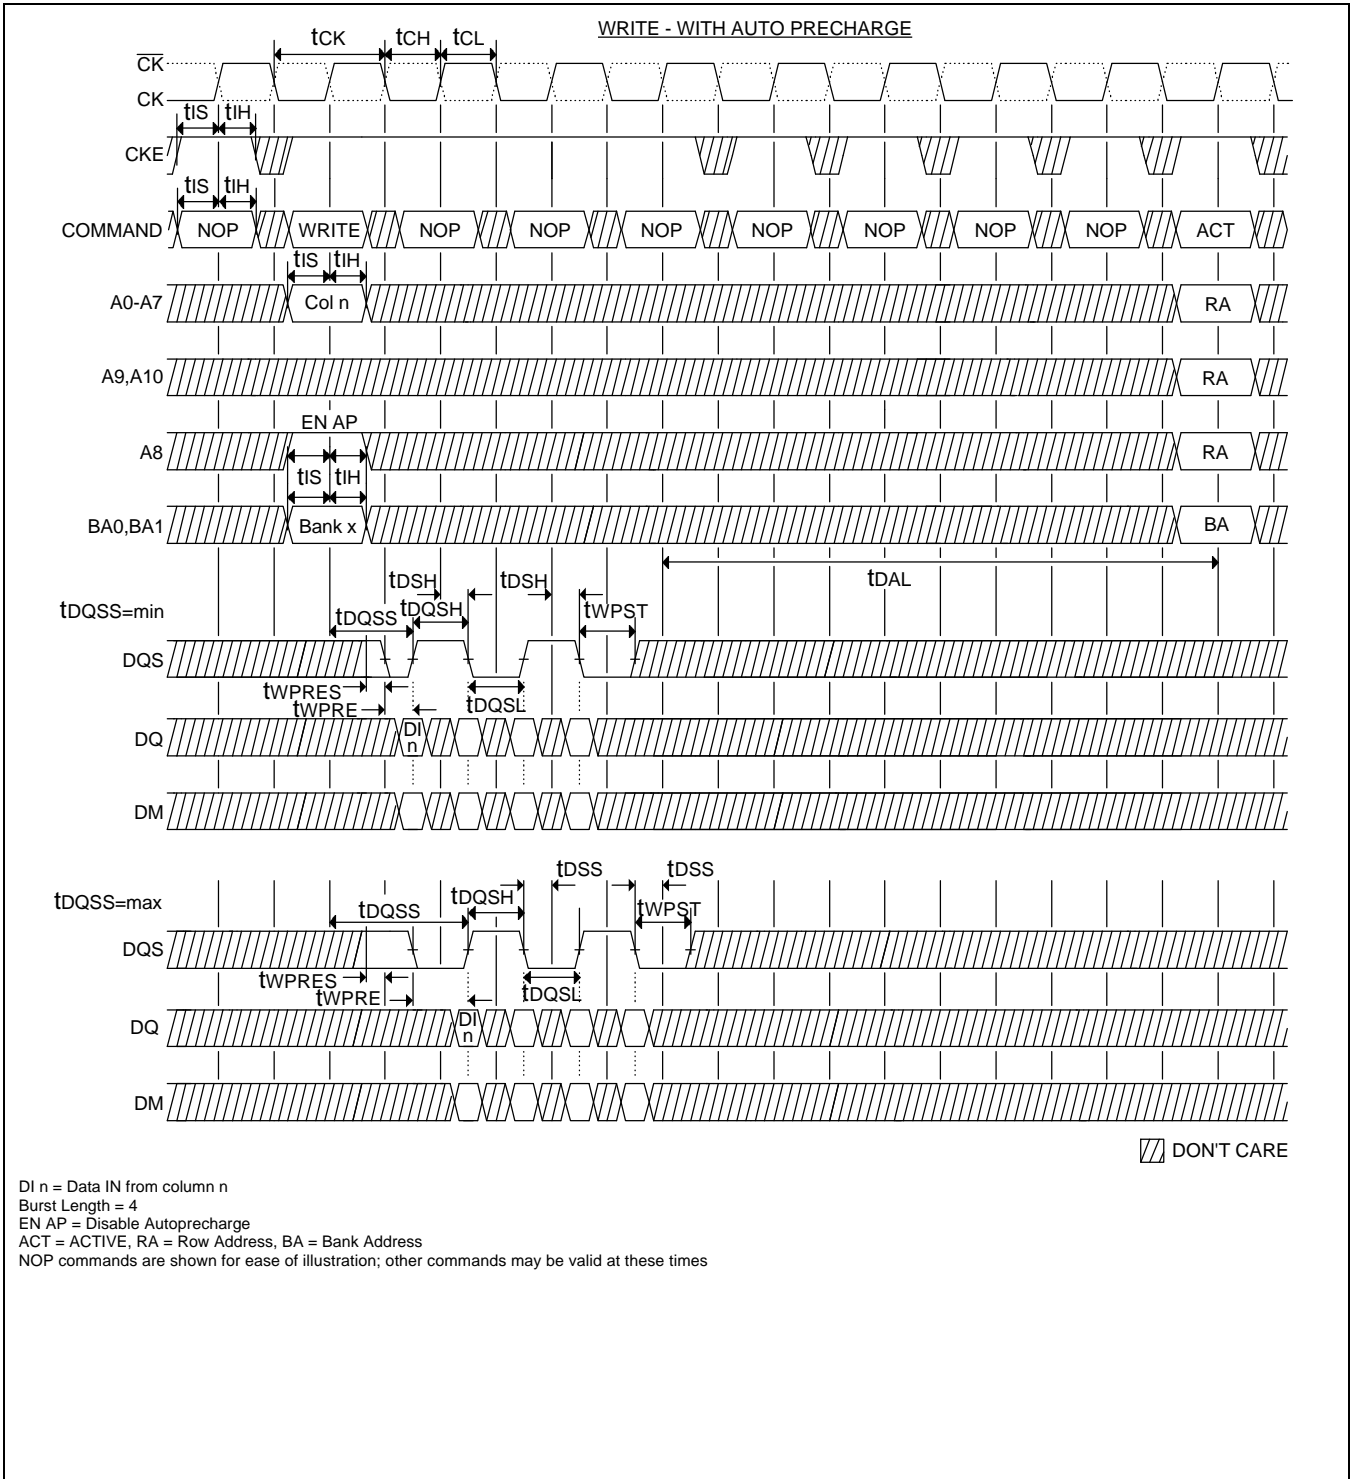 WRITE - WITH AUTO PRECHARGE
tCK tCH tCL
CK
CK
tIS tIH
CKE
tIS tIH
COMMAND NOP WRITE NOP NOP NOP NOP NOP NOP NOP ACT
tIS tIH
A0-A7 Col n RA
A9,A10 RA
EN AP
A8 RA
tIS tIH
BA0,BA1 Bank x BA
tDAL
tDSH tDSH
tDQSS=min tDQSS tDQSH tWPST
DQS
tWPRES tDQSL
tWPRE
DQ DI n
DM
tDSS tDSS
tDQSS=max tDQSS tDQSH tWPST
DQS
tWPRES
tWPRE tDQSL
DQ DI n
DM
DON'T CARE
DI n = Data IN from column n
Burst Length = 4
EN AP = Disable Autoprecharge
ACT = ACTIVE, RA = Row Address, BA = Bank Address
NOP commands are shown for ease of illustration; other commands may be valid at these times